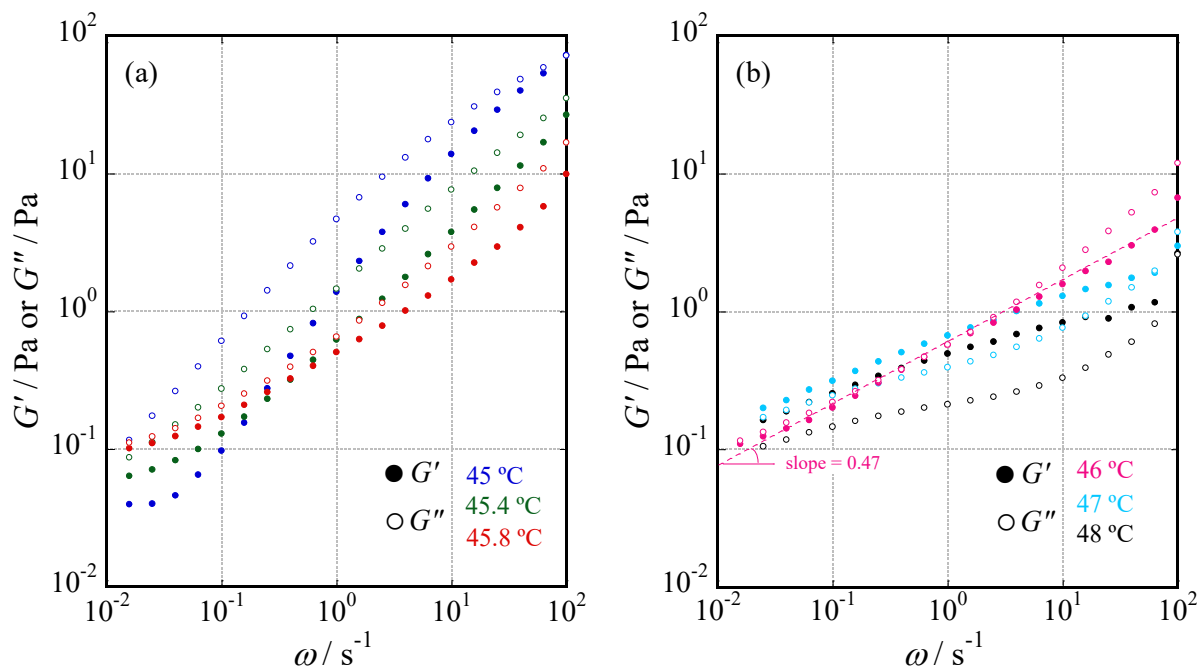 (a)
G′ / Pa or G″ / Pa
10²
10¹
10⁰
10⁻¹
10⁻²
10⁻² 10⁻¹ 10⁰ 10¹ 10²
ω / s⁻¹
G′
G″
45 ºC
45.4 ºC
45.8 ºC
(b)
G′ / Pa or G″ / Pa
10²
10¹
10⁰
10⁻¹
10⁻²
10⁻² 10⁻¹ 10⁰ 10¹ 10²
ω / s⁻¹
slope = 0.47
G′
G″
46 ºC
47 ºC
48 ºC